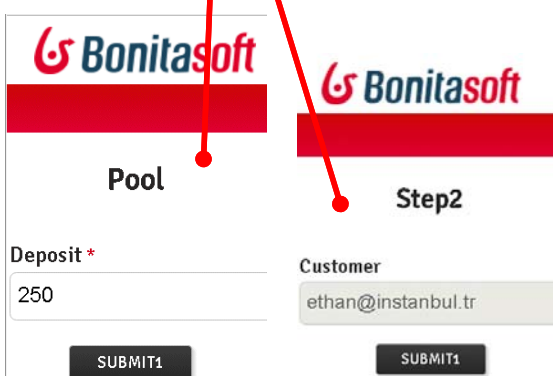 Bonitasoft
Pool
Deposit *
250
SUBMIT1
Bonitasoft
Step2
Customer
ethan@instanbul.tr
SUBMIT1